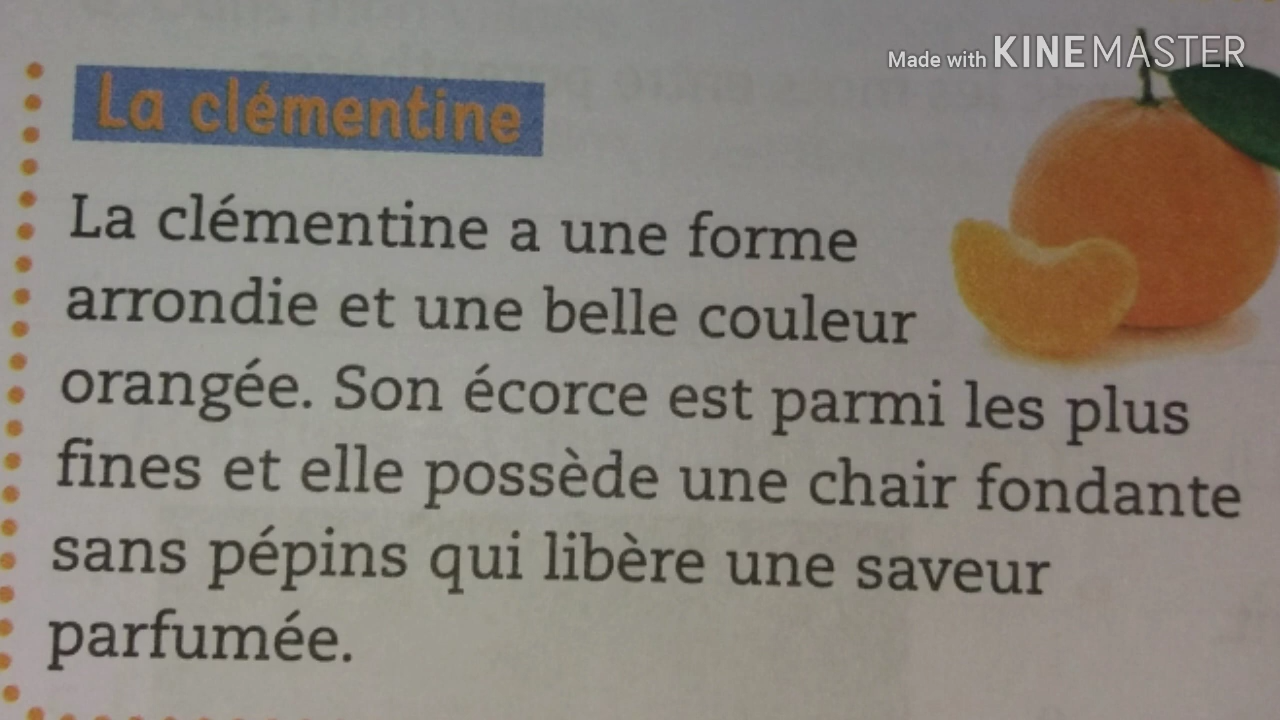 Made with KINEMASTER
La clémentine
La clémentine a une forme
arrondie et une belle couleur
orangée. Son écorce est parmi les plus
fines et elle possède une chair fondante
sans pépins qui libère une saveur
parfumée.